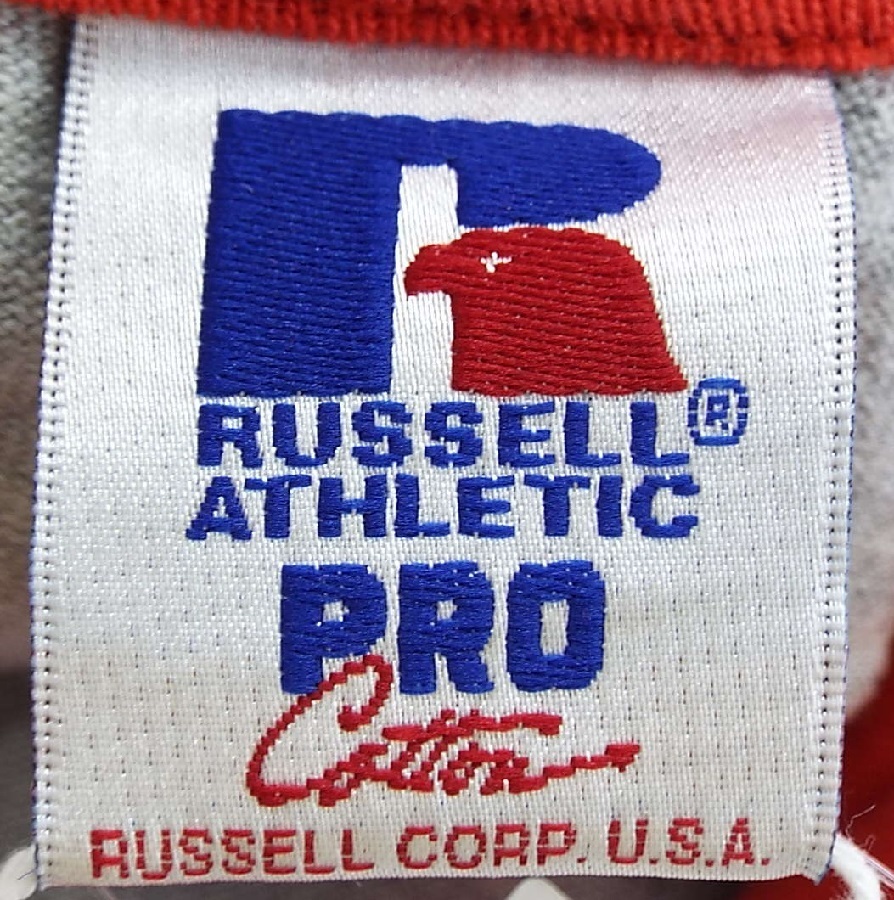 RUSSELL®
ATHLETIC
PRO
Cotton
RUSSELL CORP. U.S.A.